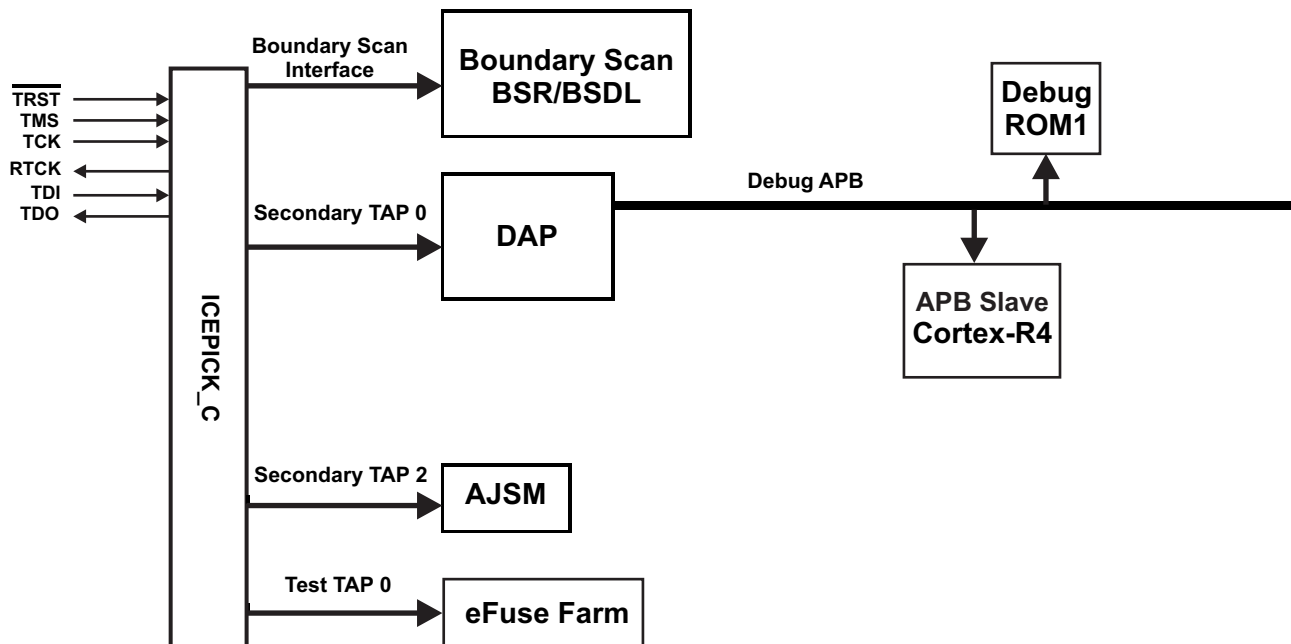 TRST
TMS
TCK
RTCK
TDI
TDO
ICEPICK_C
Boundary Scan
Interface
Boundary Scan
BSR/BSDL
Secondary TAP 0
DAP
Debug APB
Debug
ROM1
APB Slave
Cortex-R4
Secondary TAP 2
AJSM
Test TAP 0
eFuse Farm